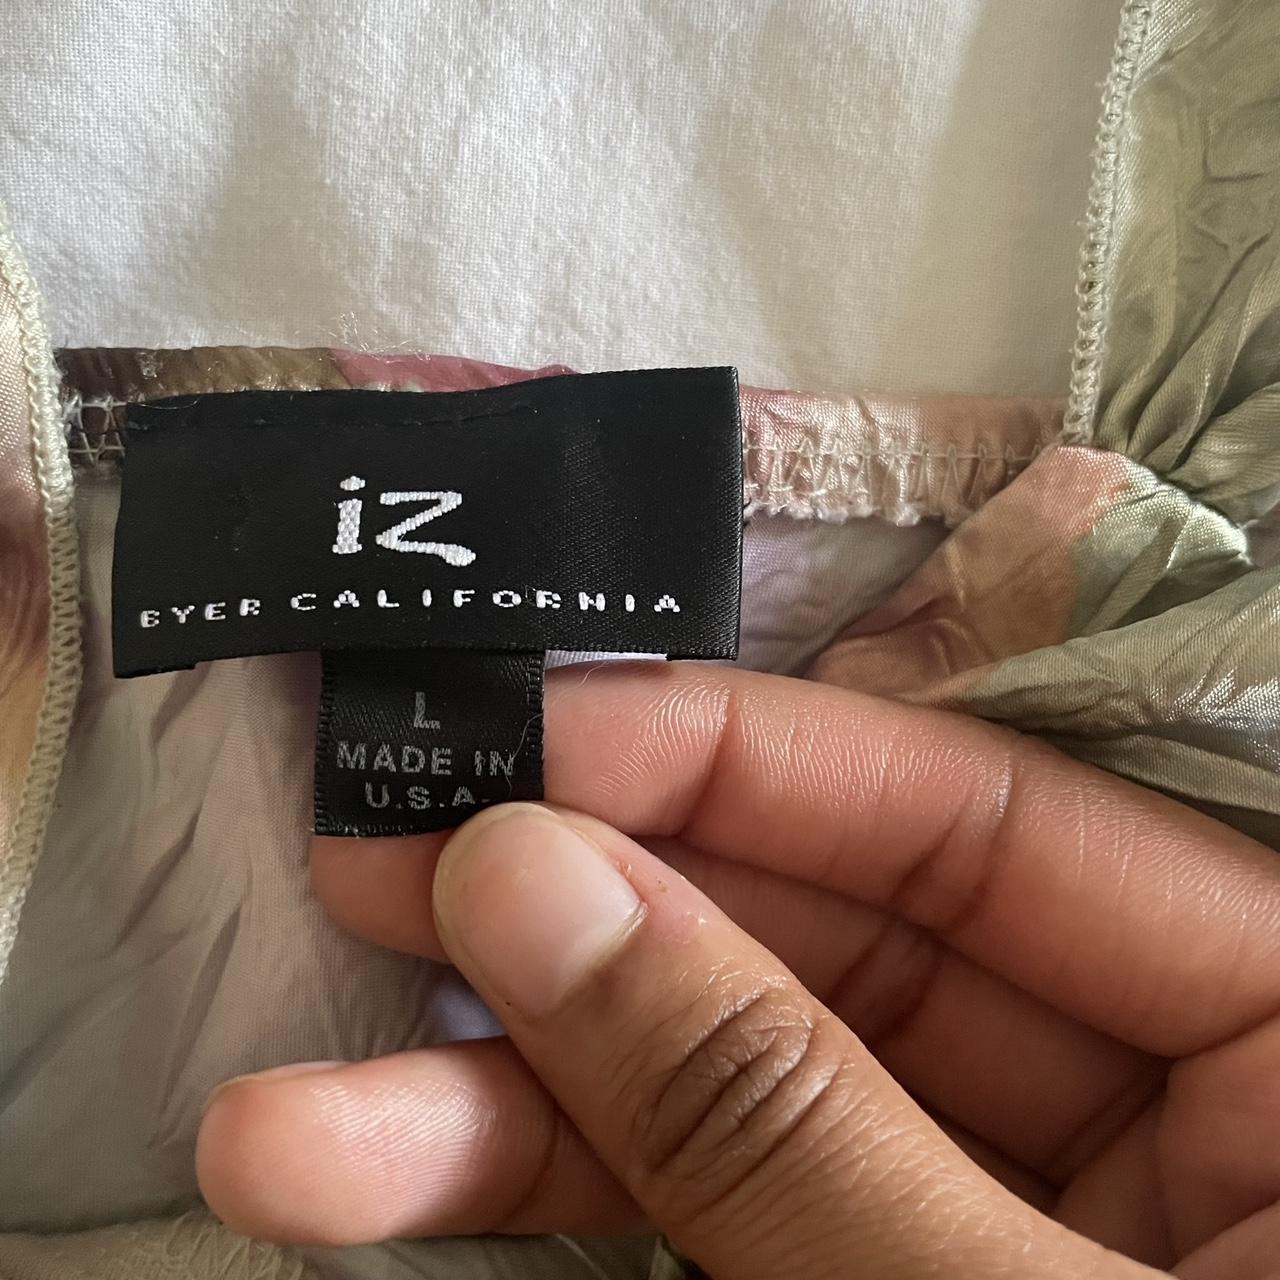 iz
BYER CALIFORNIA
L
MADE IN
U.S.A.